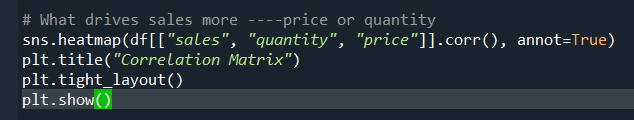 # What drives sales more ----price or quantity
sns.heatmap(df[["sales", "quantity", "price"]].corr(), annot=True)
plt.title("Correlation Matrix")
plt.tight_layout()
plt.show()